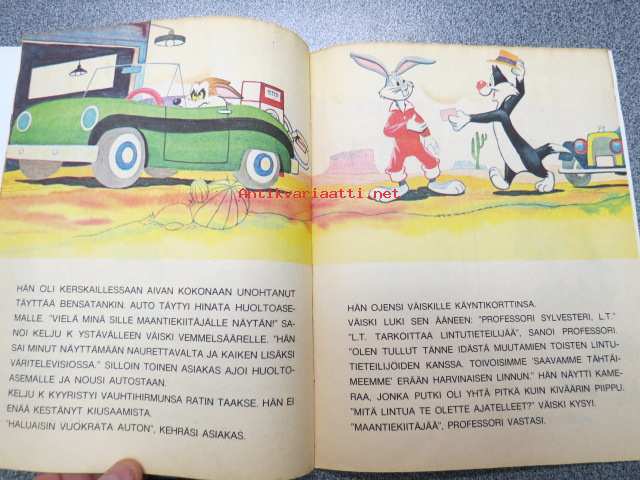 Antikvariaatti.net
HÄN OLI KERSKAILLESSAAN AIVAN KOKONAAN UNOHTANUT
TÄYTTÄÄ BENSATANKIN. AUTO TÄYTYI HINATA HUOLTOASE-
MALLE. "VIELÄ MINÄ SILLE MAANTIEKIITÄJÄLLE NÄYTÄN!" SA-
NOI KELJU K YSTÄVÄLLEEN VÄISKI VEMMELSÄÄRELLE. "HÄN
SAI MINUT NÄYTTÄMÄÄN NAURETTAVALTA JA KAIKEN LISÄKSI
VÄRITELEVISIOSSA." SILLOIN TOINEN ASIAKAS AJOI HUOLTO-
ASEMALLE JA NOUSI AUTOSTAAN.
KELJU K KYYRISTYI VAUHTIHIRMUNSA RATIN TAAKSE. HÄN EI
ENÄÄ KESTÄNYT KIUSAAMISTA.
"HALUAISIN VUOKRATA AUTON", KEHRÄSI ASIAKAS.
HÄN OJENSI VÄISKILLE KÄYNTIKORTTINSA.
VÄISKI LUKI SEN ÄÄNEEN: "PROFESSORI SYLVESTERI, L.T."
"L.T. TARKOITTAA LINTUTIETEILIJÄÄ", SANOI PROFESSORI.
"OLEN TULLUT TÄNNE IDÄSTÄ MUUTAMIEN TOISTEN LINTU-
TIETEILIJÖIDEN KANSSA. TOIVOISIMME 'SAAVAMME TÄHTÄI-
MEEMME' ERÄÄN HARVINAISEN LINNUN." HÄN NÄYTTI KAME-
RAA, JONKA PUTKI OLI YHTÄ PITKÄ KUIN KIVÄÄRIN PIIPPU.
"MITÄ LINTUA TE OLETTE AJATELLEET?" VÄISKI KYSYI.
"MAANTIEKIITÄJÄÄ", PROFESSORI VASTASI.